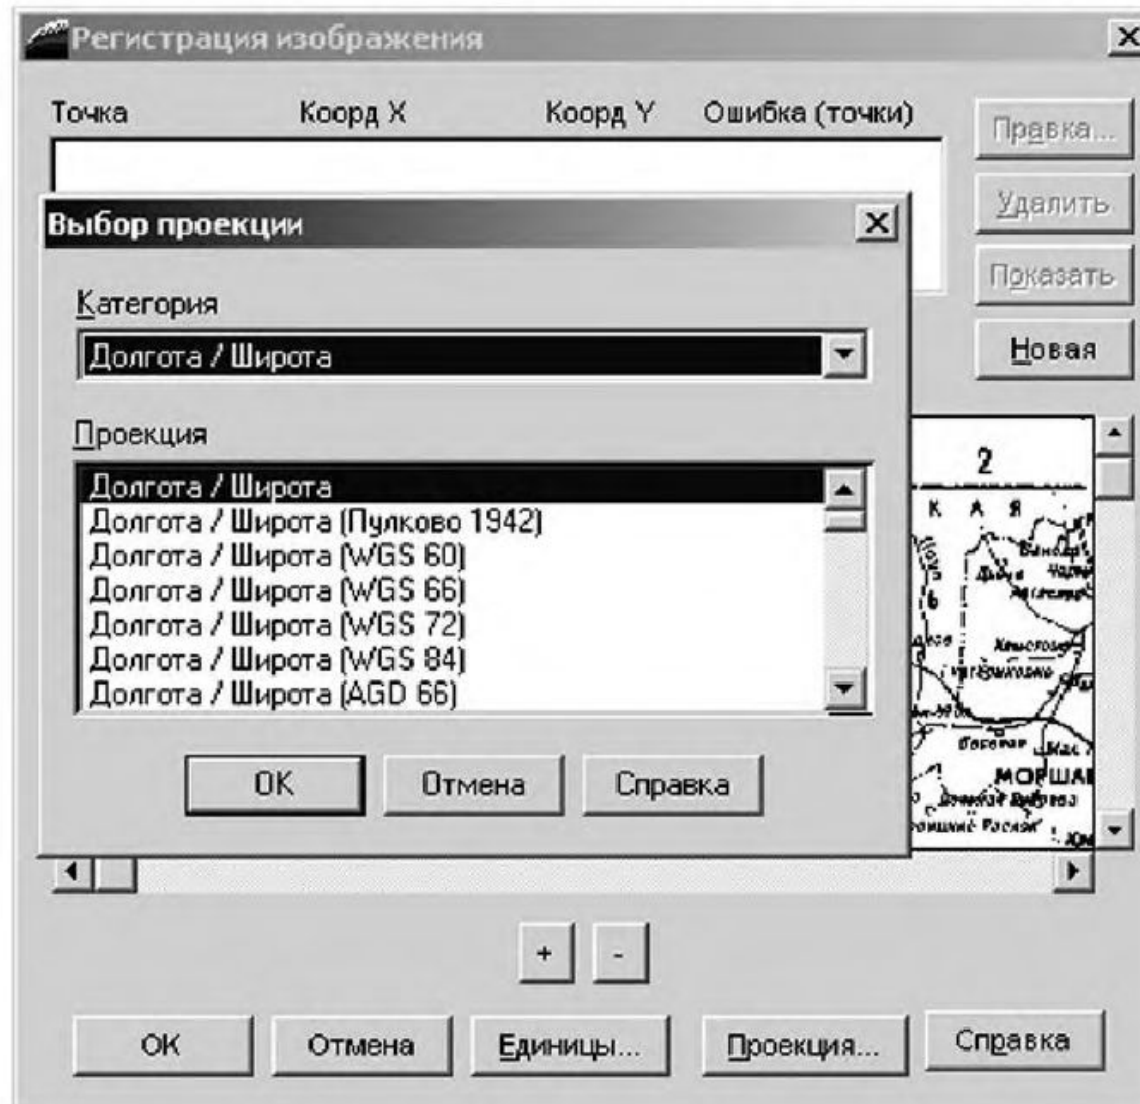 Регистрация изображения
Точка Коорд X Коорд Y Ошибка (точки)
Правка...
Удалить
Показать
Новая
Выбор проекции
Категория
Долгота / Широта
Проекция
Долгота / Широта
Долгота / Широта (Пулково 1942)
Долгота / Широта (WGS 60)
Долгота / Широта (WGS 66)
Долгота / Широта (WGS 72)
Долгота / Широта (WGS 84)
Долгота / Широта (AGD 66)
OK Отмена Справка
2
К А Я
МОРШАН
+ -
OK Отмена Единицы... Проекция... Справка